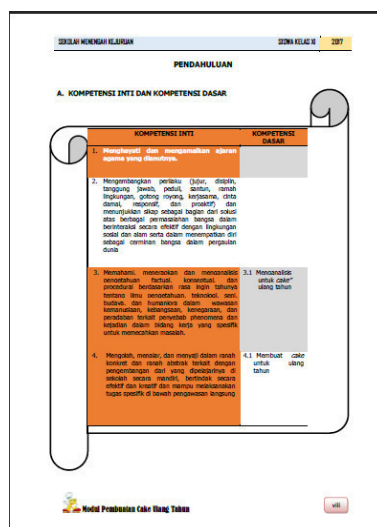 SEKOLAH MENENGAH KEJURUAN SISWA KELAS XI 2017
PENDAHULUAN
A. KOMPETENSI INTI DAN KOMPETENSI DASAR
KOMPETENSI INTI KOMPETENSI
DASAR
1. Menghayati dan mengamalkan ajaran
agama yang dianutnya.
2. Mengembangkan perilaku (jujur, disiplin,
tanggung jawab, peduli, santun, ramah
lingkungan, gotong royong, kerjasama, cinta
damai, responsif, dan proaktif) dan
menunjukkan sikap sebagai bagian dari solusi
atas berbagai permasalahan bangsa dalam
berinteraksi secara efektif dengan lingkungan
sosial dan alam serta dalam menempatkan diri
sebagai cerminan bangsa dalam pergaulan
dunia
3. Memahami, menerapkan dan menganalisis
pengetahuan faktual, konseptual, dan
procedural berdasarkan rasa ingin tahunya
tentang ilmu pengetahuan, teknologi, seni,
budaya, dan humaniora dalam wawasan
kemanusiaan, kebangsaan, kenegaraan, dan
peradaban terkait penyebab phenomena dan
kejadian dalam bidang kerja yang spesifik
untuk memecahkan masalah.
3.1 Menganalisis
untuk cake"
ulang tahun
4. Mengolah, menalar, dan menyaji dalam ranah
konkret dan ranah abstrak terkait dengan
pengembangan dari yang dipelajarinya di
sekolah secara mandiri, bertindak secara
efektif dan kreatif dan mampu melaksanakan
tugas spesifik di bawah pengawasan langsung
4.1 Membuat cake
untuk ulang
tahun
Modul Pembuatan Cake Ulang Tahun
viii